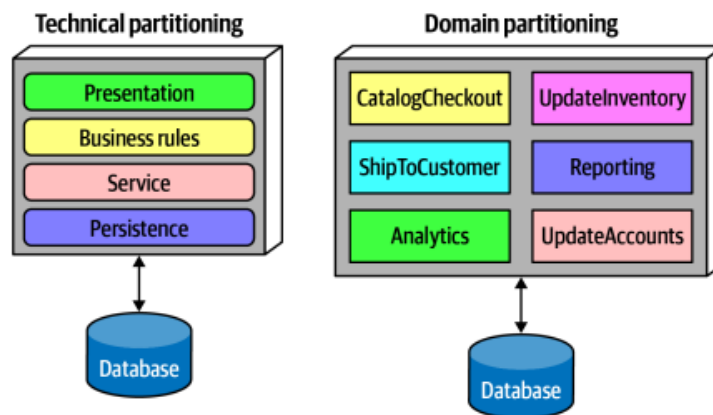 Technical partitioning
Presentation
Business rules
Service
Persistence
Database
Domain partitioning
CatalogCheckout
UpdateInventory
ShipToCustomer
Reporting
Analytics
UpdateAccounts
Database